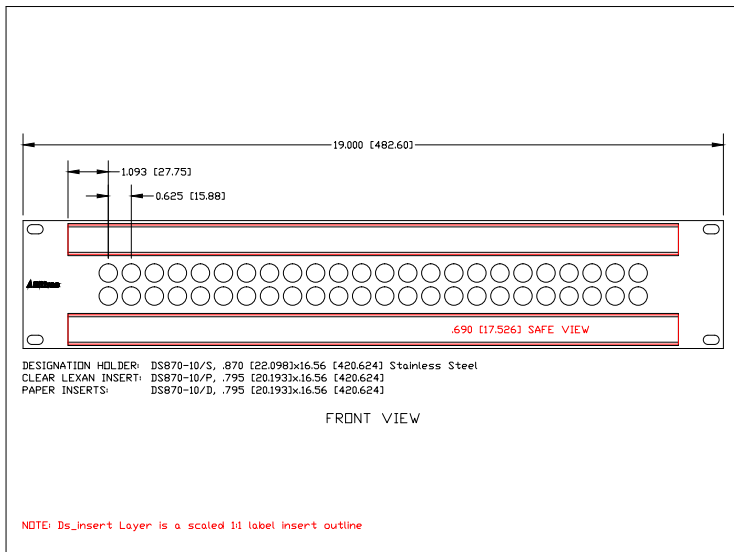 19.000 [482.60]
1.093 [27.75]
0.625 [15.88]
.690 [17.526] SAFE VIEW
DESIGNATION HOLDER: DS870-10/S, .870 [22.098]x16.56 [420.624] Stainless Steel
CLEAR LEXAN INSERT: DS870-10/P, .795 [20.193]x16.56 [420.624]
PAPER INSERTS: DS870-10/D, .795 [20.193]x16.56 [420.624]
FRONT VIEW
NOTE: Ds_insert Layer is a scaled 1:1 label insert outline